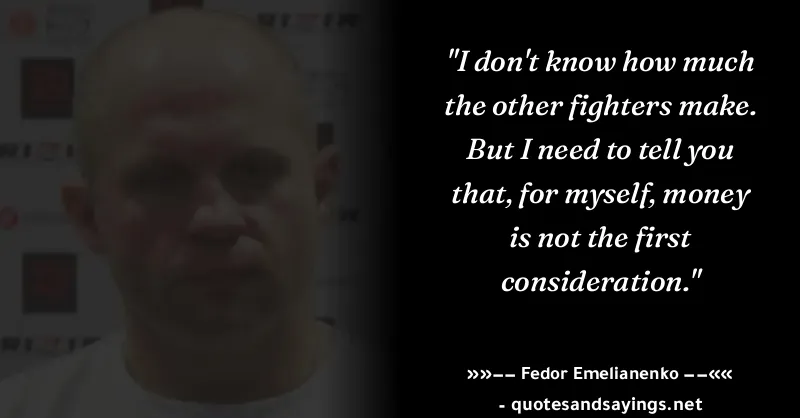 "I don't know how much
the other fighters make.
But I need to tell you
that, for myself, money
is not the first
consideration."
»»−− Fedor Emelianenko −−««
- quotesandsayings.net